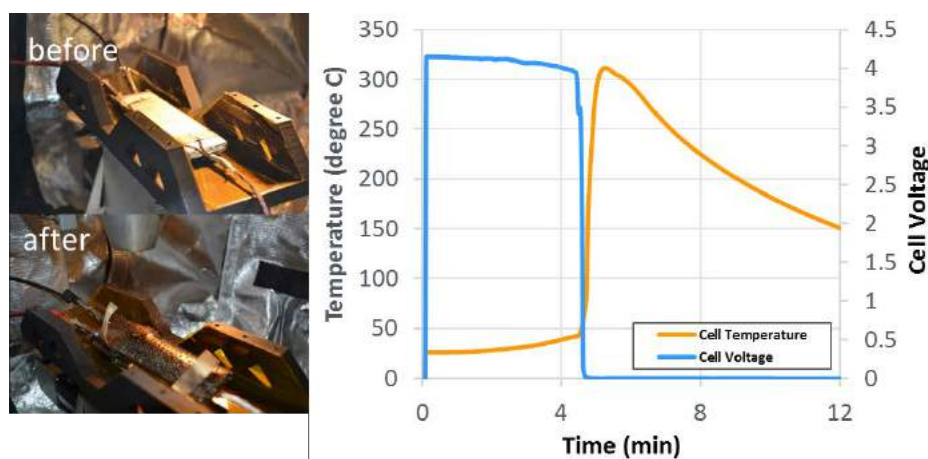 before
after
350
300
250
200
150
100
50
0
Temperature (degree C)
4.5
4
3.5
3
2.5
2
1.5
1
0.5
0
Cell Voltage
Cell Temperature
Cell Voltage
0 4 8 12
Time (min)